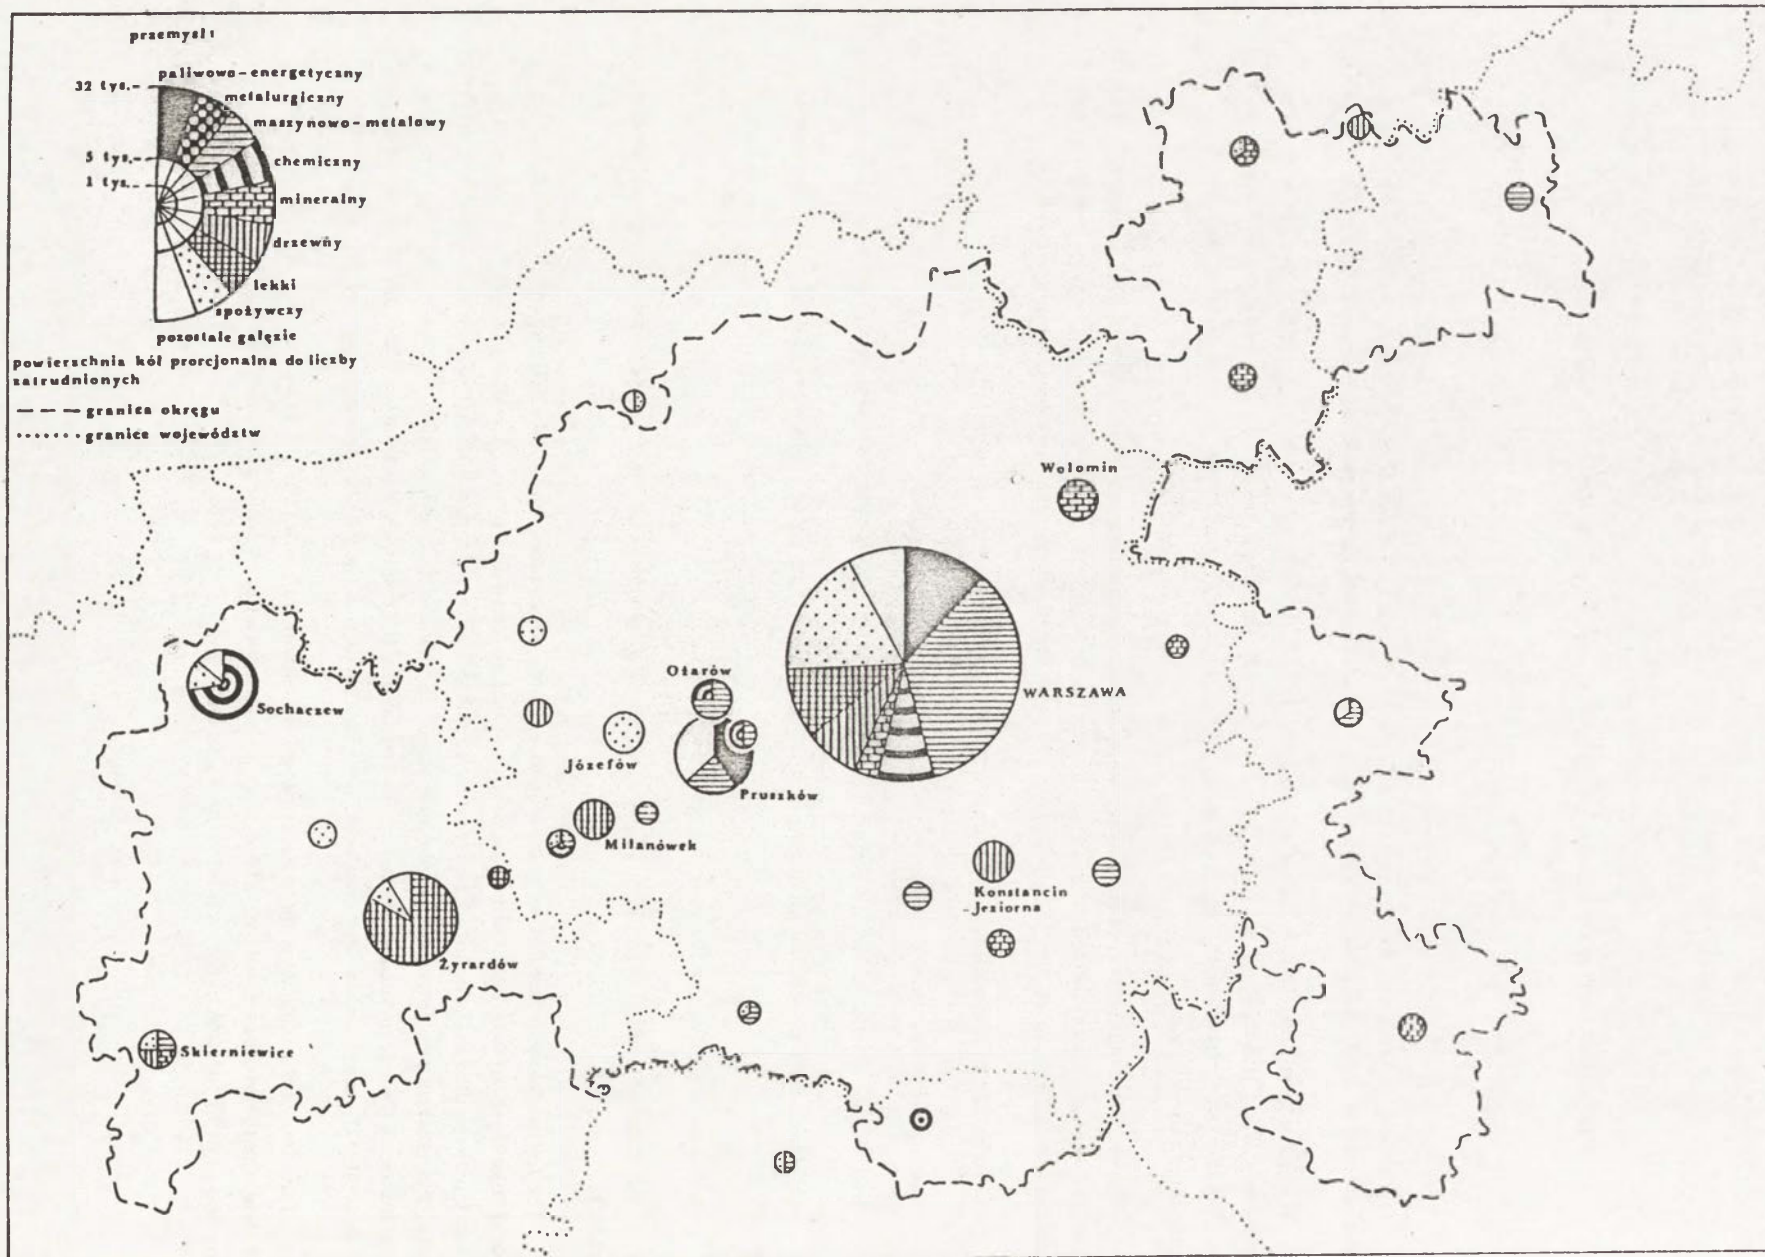 przemysł:
paliwowo-energetyczny
32 tys.
metalurgiczny
maszynowo-metalowy
5 tys.
chemiczny
1 tys.
mineralny
drzewny
lekki
spożywczy
pozostałe gałęzie
powierzchnia kół prorcjonalna do liczby
zatrudnionych
granica okręgu
granice województw
Wołomin
Ożarów
WARSZAWA
Sochaczew
Józefów
Pruszków
Milanówek
Konstancin
-Jeziorna
Żyrardów
Skierniewice